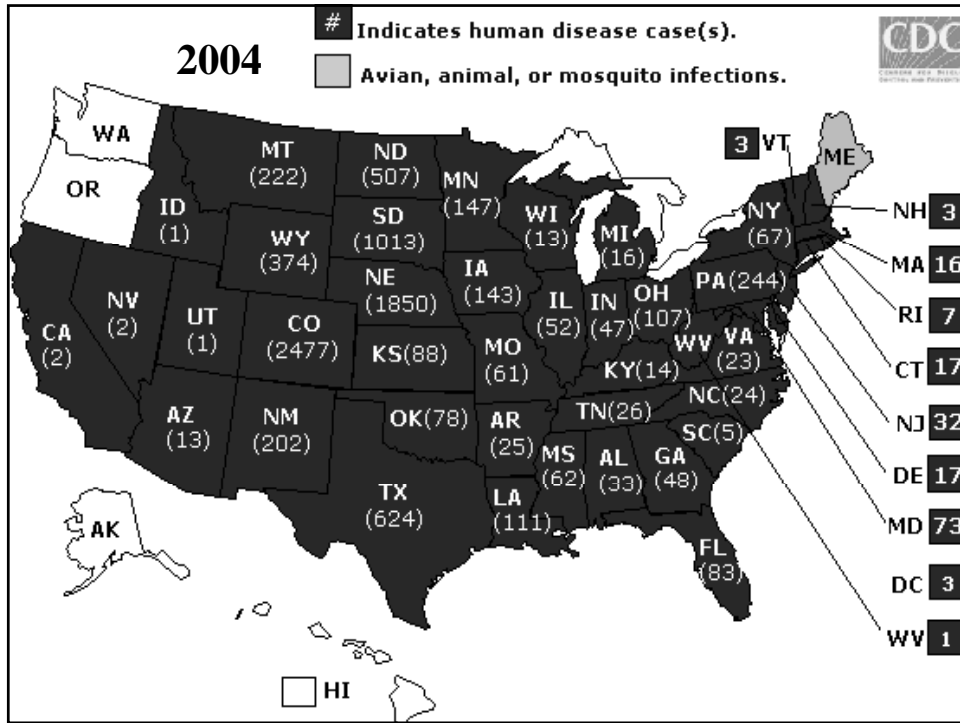 # Indicates human disease case(s).
2004
Avian, animal, or mosquito infections.
CDC
WA
OR
MT
(222)
ND
(507)
MN
(147)
ID
(1)
WY
(374)
SD
(1013)
WI
(13)
MI
(16)
3 VT
ME
NY
(67)
NH 3
MA 16
RI 7
CT 17
NJ 32
DE 17
MD 73
DC 3
WV 1
CA
(2)
NV
(2)
UT
(1)
CO
(2477)
NE
(1850)
IA
(143)
IL
(52)
IN
(47)
OH
(107)
PA(244)
KS(88)
MO
(61)
KY(14)
WV
VA
(23)
NC(24)
AZ
(13)
NM
(202)
OK(78)
AR
(25)
TN(26)
SC(5)
TX
(624)
LA
(111)
MS
(62)
AL
(33)
GA
(48)
FL
(83)
AK
HI